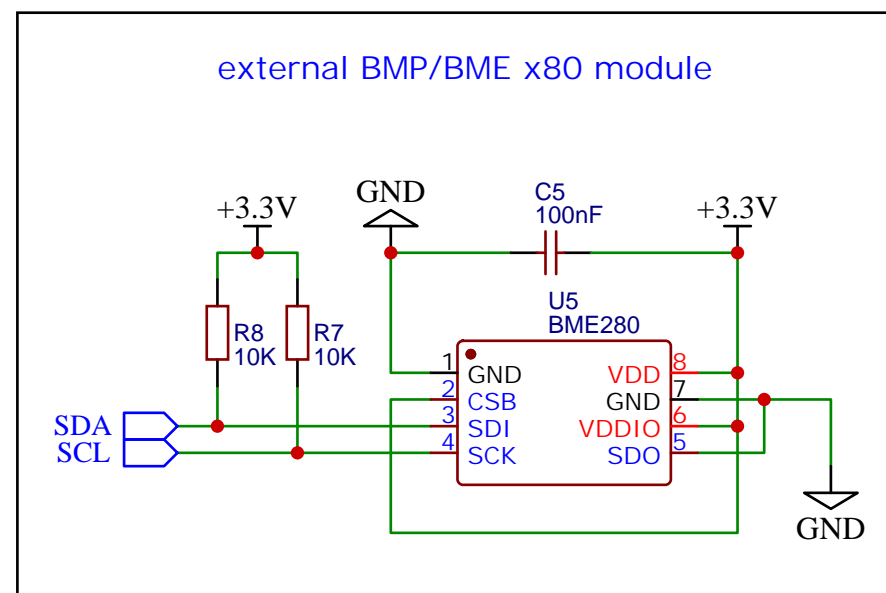 external BMP/BME x80 module
GND
C5
100nF
+3.3V
+3.3V
U5
BME280
R8
10K
R7
10K
1
GND
VDD
8
2
CSB
GND
7
SDA
3
SDI
VDDIO
6
SCL
4
SCK
SDO
5
GND